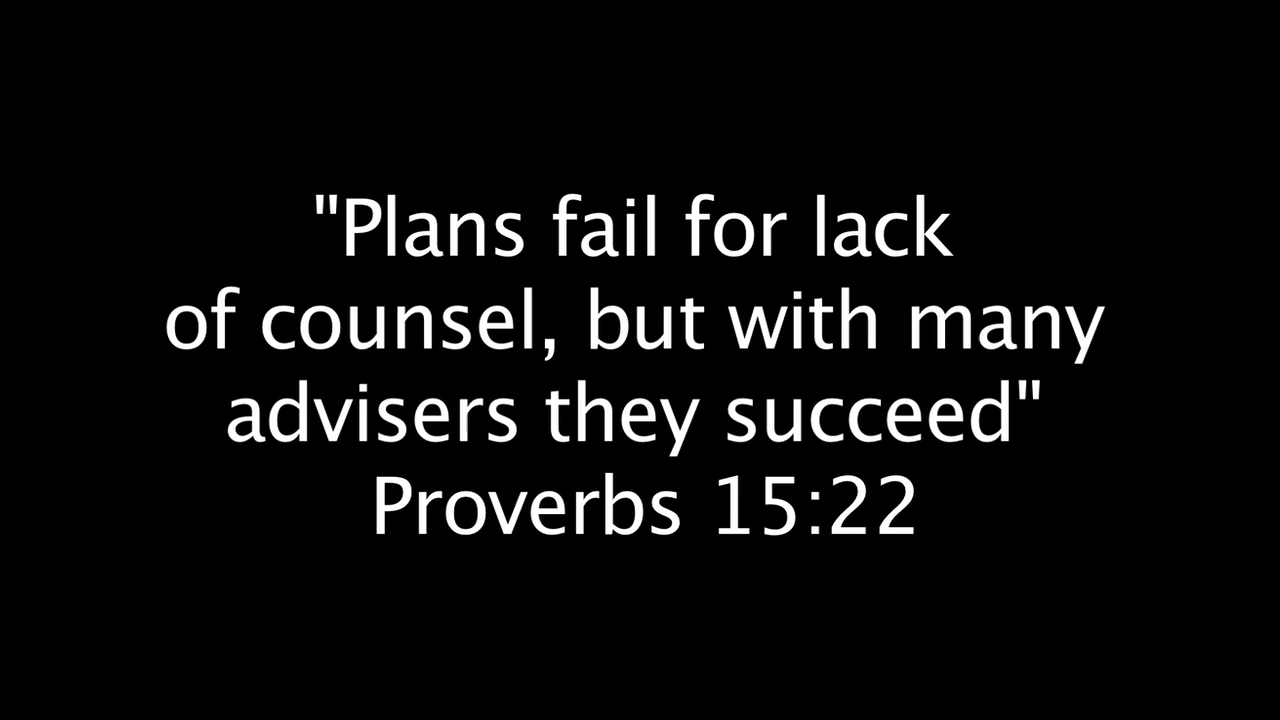 "Plans fail for lack
of counsel, but with many
advisers they succeed"
Proverbs 15:22